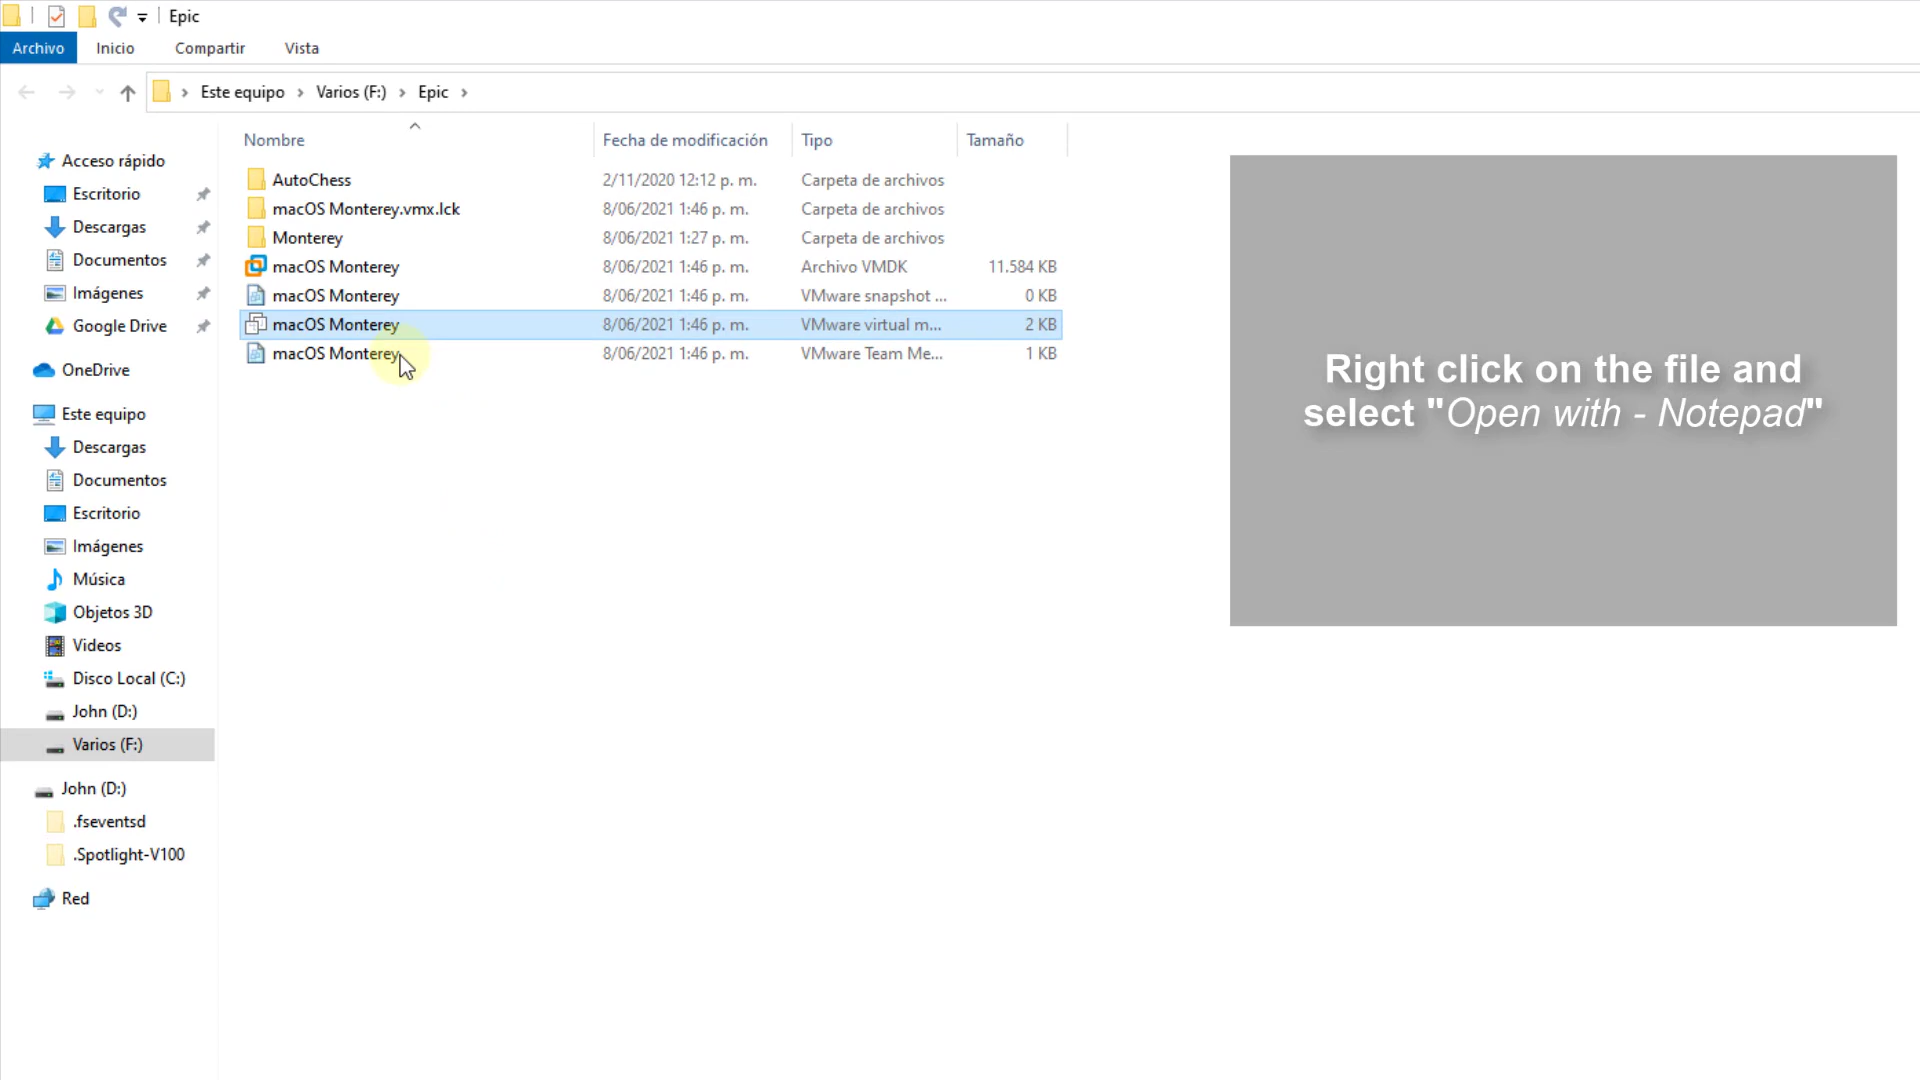 Epic
Archivo Inicio Compartir Vista
Este equipo Varios (F:) Epic
Nombre Fecha de modificación Tipo Tamaño
AutoChess 2/11/2020 12:12 p. m. Carpeta de archivos
macOS Monterey.vmx.lck 8/06/2021 1:46 p. m. Carpeta de archivos
Monterey 8/06/2021 1:27 p. m. Carpeta de archivos
macOS Monterey 8/06/2021 1:46 p. m. Archivo VMDK 11.584 KB
macOS Monterey 8/06/2021 1:46 p. m. VMware snapshot ... 0 KB
macOS Monterey 8/06/2021 1:46 p. m. VMware virtual m... 2 KB
macOS Monterey 8/06/2021 1:46 p. m. VMware Team Me... 1 KB
Acceso rápido
Escritorio
Descargas
Documentos
Imágenes
Google Drive
OneDrive
Este equipo
Descargas
Documentos
Escritorio
Imágenes
Música
Objetos 3D
Videos
Disco Local (C:)
John (D:)
Varios (F:)
John (D:)
.fseventsd
.Spotlight-V100
Red
Right click on the file and
select "Open with - Notepad"